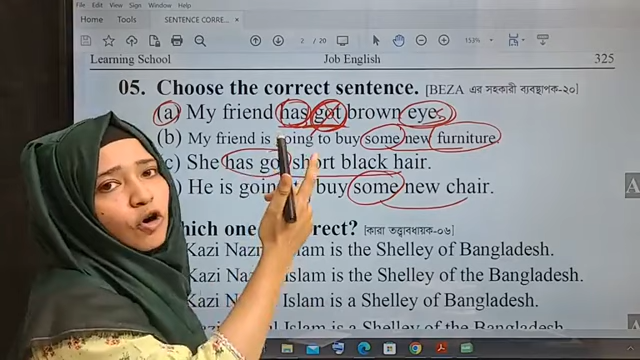 File Edit View Window Help
Home Tools SENTENCE CORRE... ×
2 / 20 153%
Learning School Job English 325
05. Choose the correct sentence. [BEZA এর সহকারী ব্যবস্থাপক-২০]
(a) My friend has got brown eyes.
(b) My friend is going to buy some new furniture.
c) She has got short black hair.
) He is going to buy some new chair.
hich one is correct? [কারা তত্ত্বাবধায়ক-০৬]
Kazi Nazrul Islam is the Shelley of Bangladesh.
Kazi Nazrul Islam is the Shelley of the Bangladesh.
Kazi Nazrul Islam is a Shelley of Bangladesh.